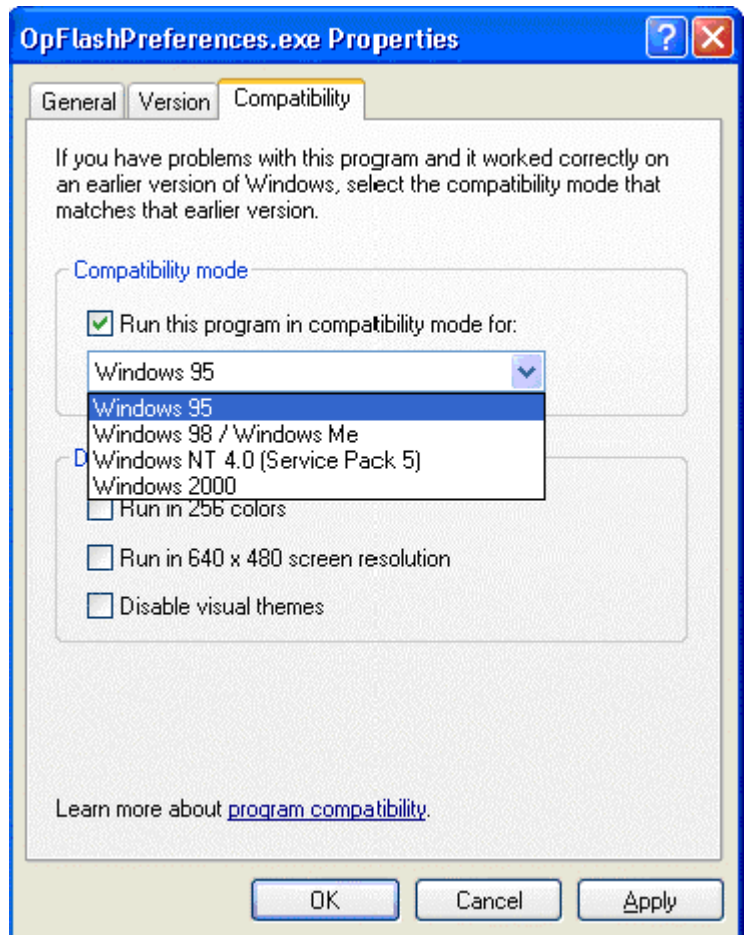 OpFlashPreferences.exe Properties
General Version Compatibility
If you have problems with this program and it worked correctly on
an earlier version of Windows, select the compatibility mode that
matches that earlier version.
Compatibility mode
Run this program in compatibility mode for:
Windows 95
Windows 95
Windows 98 / Windows Me
Windows NT 4.0 (Service Pack 5)
Windows 2000
Run in 256 colors
Run in 640 x 480 screen resolution
Disable visual themes
Learn more about program compatibility.
OK Cancel Apply